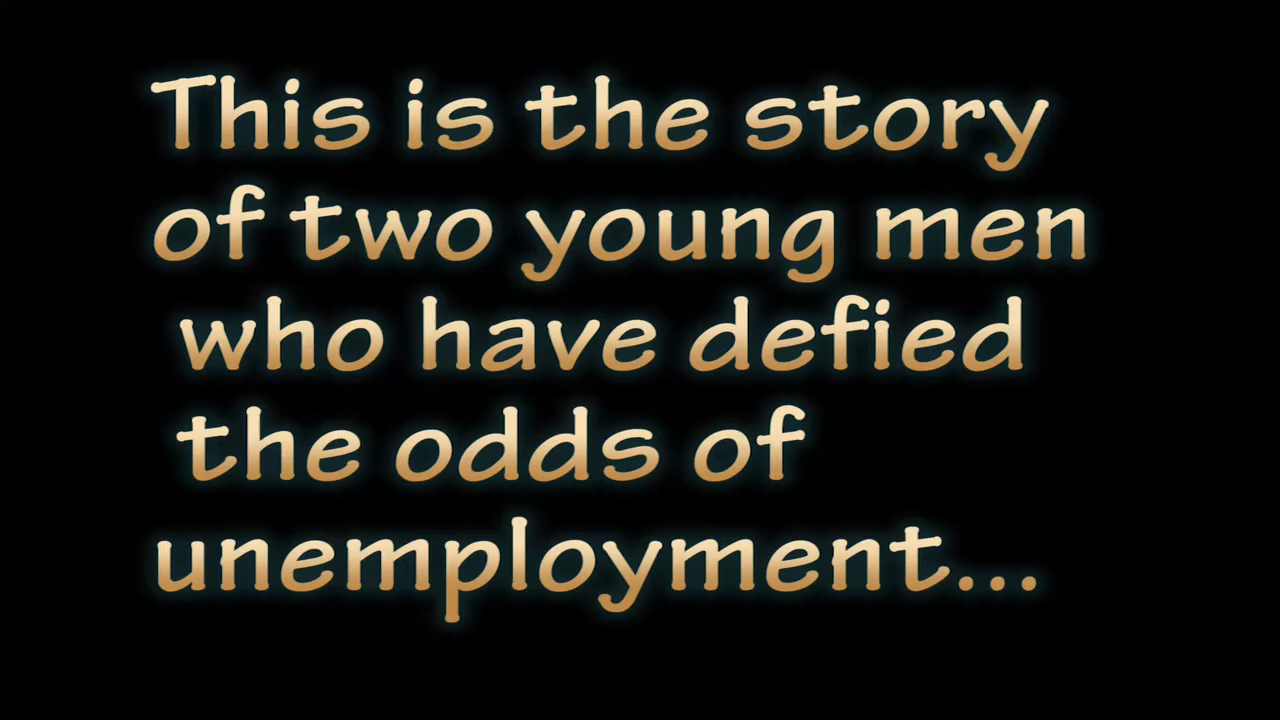 This is the story
of two young men
who have defied
the odds of
unemployment...